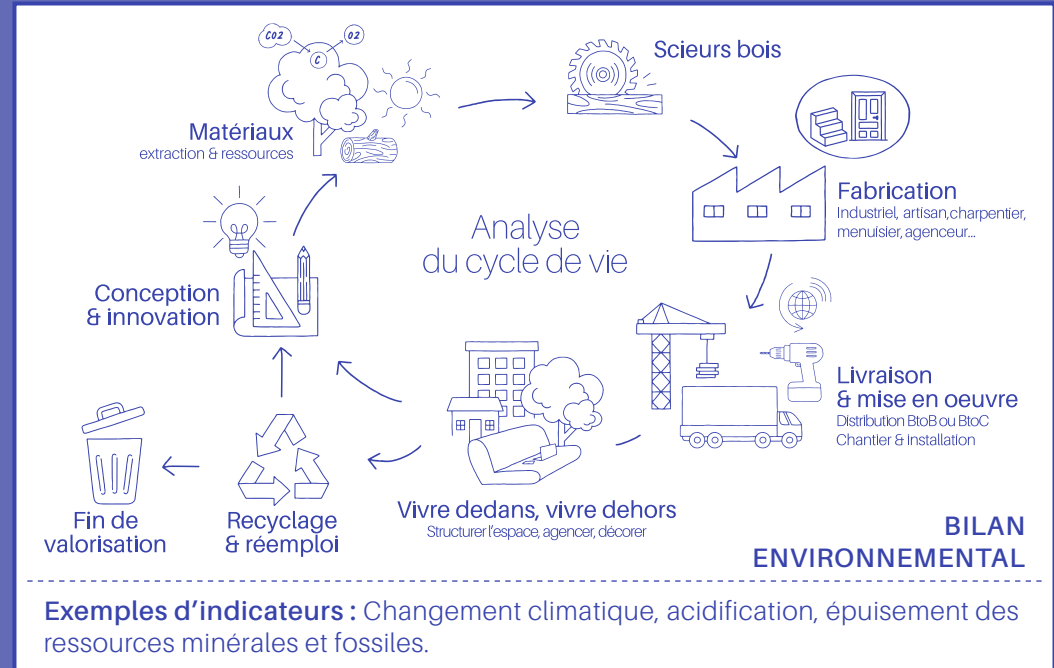 CO2
O2
C
Scieurs bois
Matériaux
extraction & ressources
Fabrication
Industriel, artisan,charpentier,
menuisier, agenceur...
Analyse
du cycle de vie
Conception
& innovation
Livraison
& mise en oeuvre
Distribution BtoB ou BtoC
Chantier & Installation
Vivre dedans, vivre dehors
Structurer l'espace, agencer, décorer
Recyclage
& réemploi
Fin de
valorisation
BILAN
ENVIRONNEMENTAL
Exemples d'indicateurs : Changement climatique, acidification, épuisement des
ressources minérales et fossiles.